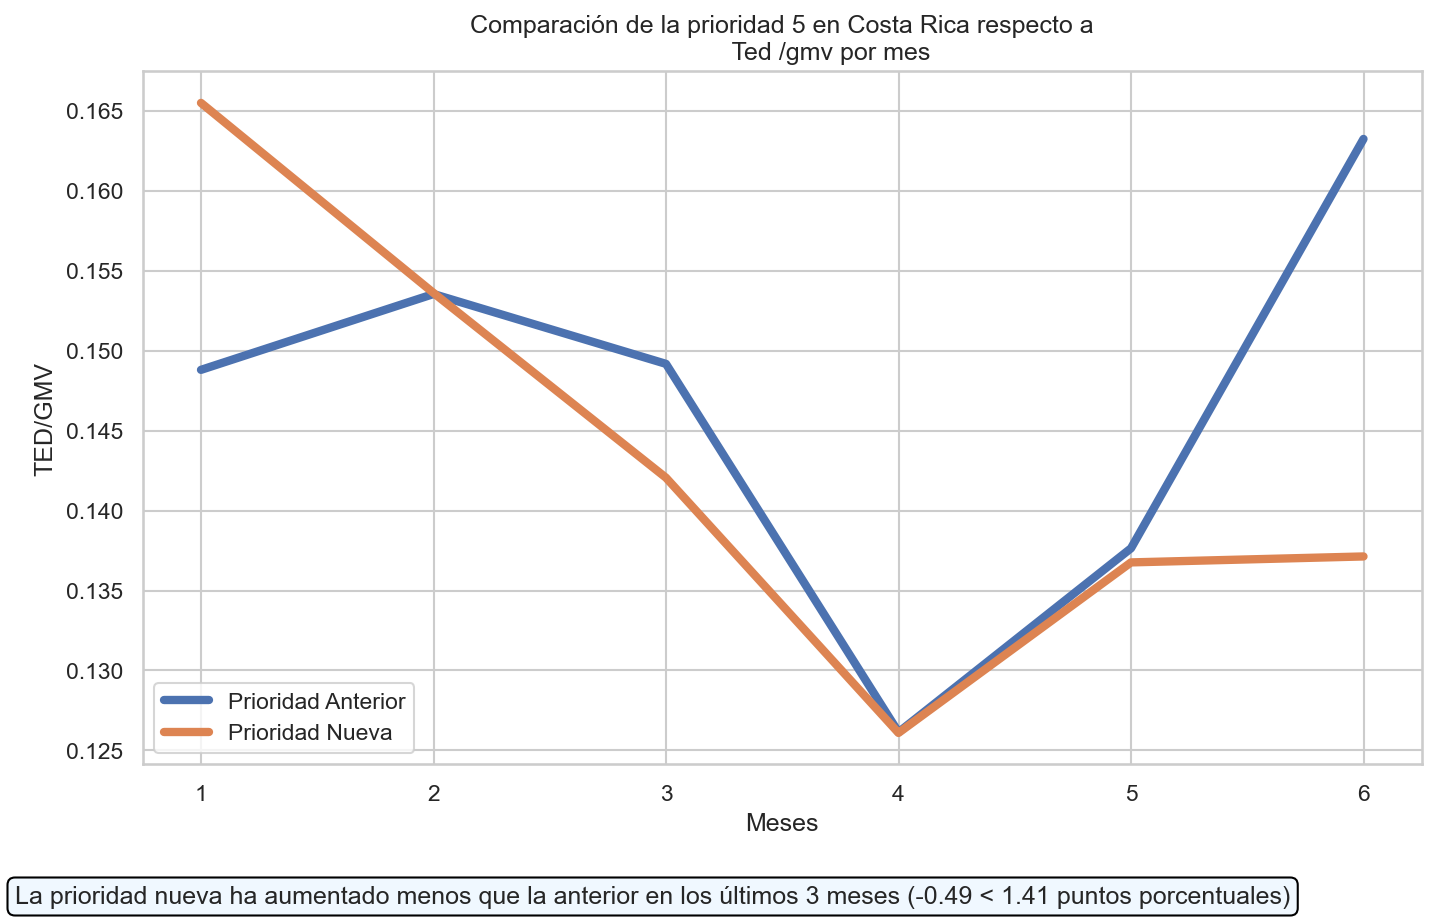 Comparación de la prioridad 5 en Costa Rica respecto a
Ted /gmv por mes
TED/GMV
0.165
0.160
0.155
0.150
0.145
0.140
0.135
0.130
0.125
Prioridad Anterior
Prioridad Nueva
1 2 3 4 5 6
Meses
La prioridad nueva ha aumentado menos que la anterior en los últimos 3 meses (-0.49 < 1.41 puntos porcentuales)